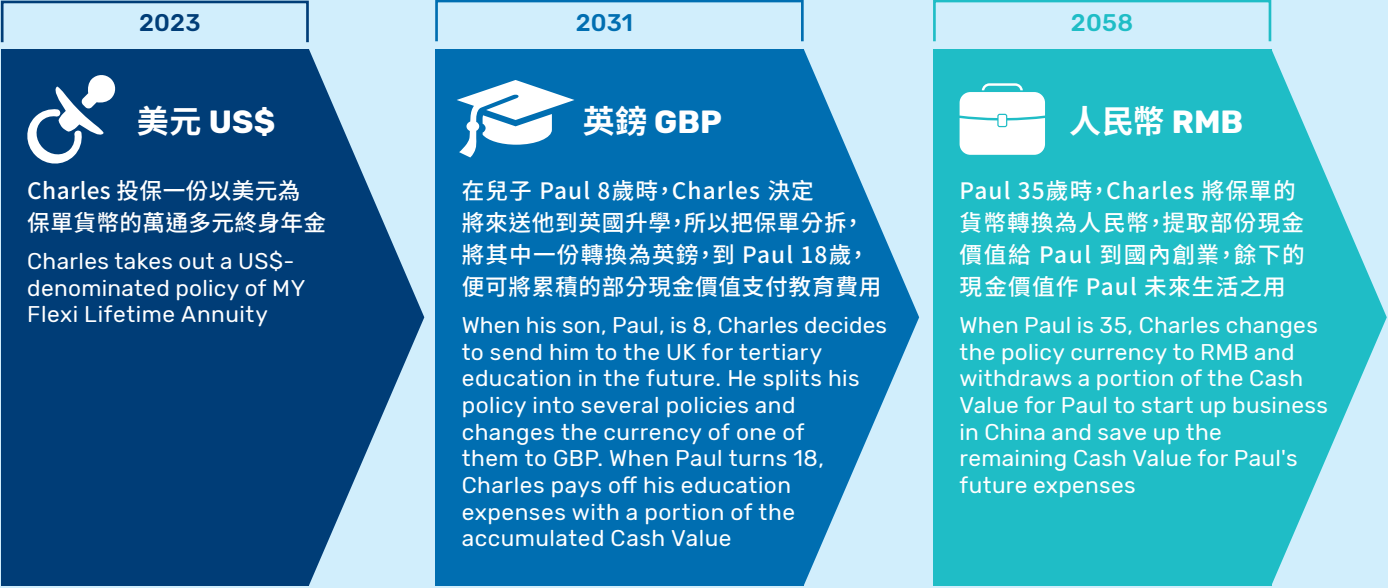 2023
美元 US$
Charles 投保一份以美元為
保單貨幣的萬通多元終身年金
Charles takes out a US$-
denominated policy of MY
Flexi Lifetime Annuity
2031
英鎊 GBP
在兒子 Paul 8歲時，Charles 決定
將來送他到英國升學，所以把保單分拆，
將其中一份轉換為英鎊，到 Paul 18歲，
便可將累積的部分現金價值支付教育費用
When his son, Paul, is 8, Charles decides
to send him to the UK for tertiary
education in the future. He splits his
policy into several policies and
changes the currency of one of
them to GBP. When Paul turns 18,
Charles pays off his education
expenses with a portion of the
accumulated Cash Value
2058
人民幣 RMB
Paul 35歲時，Charles 將保單的
貨幣轉換為人民幣，提取部份現金
價值給 Paul 到國內創業，餘下的
現金價值作 Paul 未來生活之用
When Paul is 35, Charles changes
the policy currency to RMB and
withdraws a portion of the Cash
Value for Paul to start up business
in China and save up the
remaining Cash Value for Paul's
future expenses